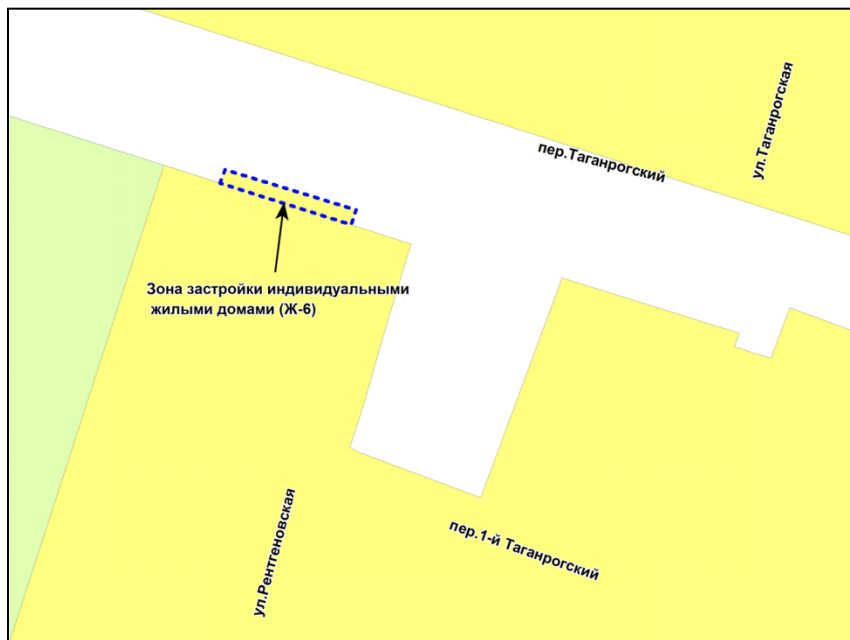 пер.Таганрогский
ул.Таганрогская
Зона застройки индивидуальными
жилыми домами (Ж-6)
ул.Рентгеновская
пер.1-й Таганрогский